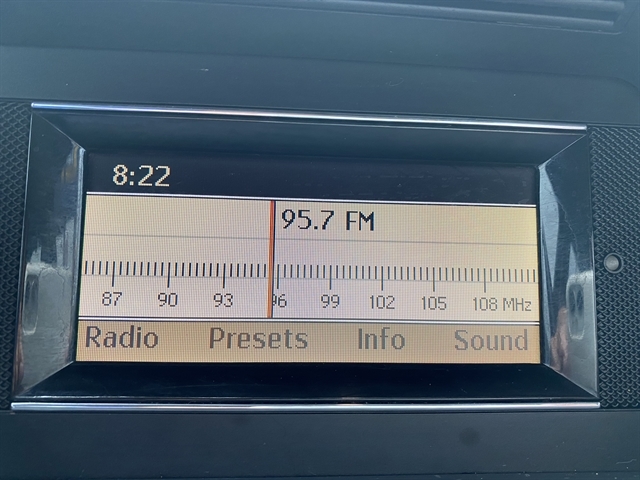 8:22
95.7 FM
87 90 93 96 99 102 105 108 MHz
Radio Presets Info Sound